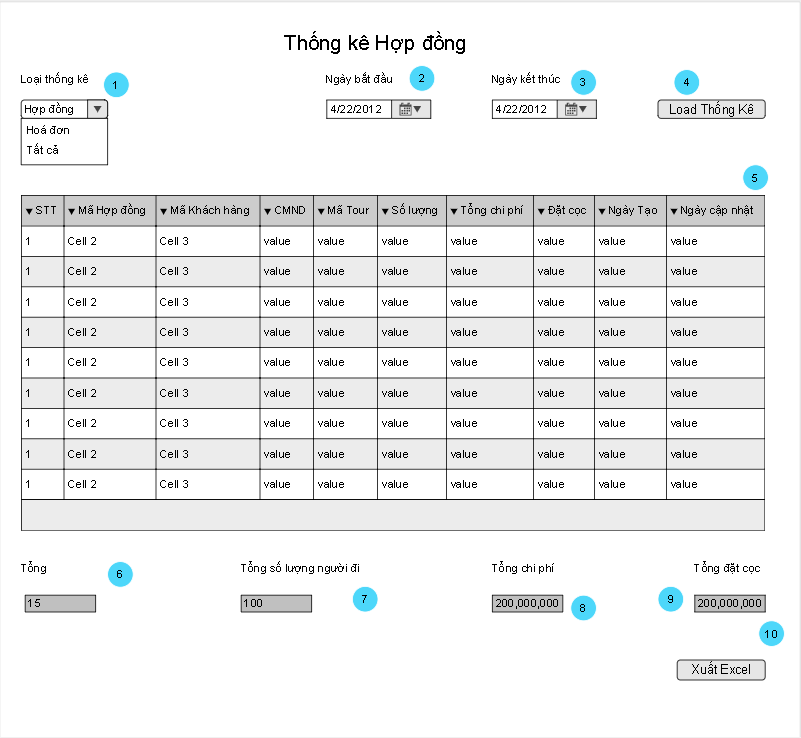 Thống kê Hợp đồng
Loại thống kê 1 Ngày bắt đầu 2 Ngày kết thúc 3 4
Hợp đồng 4/22/2012 4/22/2012 Load Thống Kê
Hoá đơn
Tất cả
5
STT Mã Hợp đồng Mã Khách hàng CMND Mã Tour Số lượng Tổng chi phí Đặt cọc Ngày Tạo Ngày cập nhật
1 Cell 2 Cell 3 value value value value value value value
1 Cell 2 Cell 3 value value value value value value value
1 Cell 2 Cell 3 value value value value value value value
1 Cell 2 Cell 3 value value value value value value value
1 Cell 2 Cell 3 value value value value value value value
1 Cell 2 Cell 3 value value value value value value value
1 Cell 2 Cell 3 value value value value value value value
1 Cell 2 Cell 3 value value value value value value value
1 Cell 2 Cell 3 value value value value value value value
Tổng 6 Tổng số lượng người đi Tổng chi phí Tổng đặt cọc
15 100 7 200,000,000 8 9 200,000,000
10
Xuất Excel